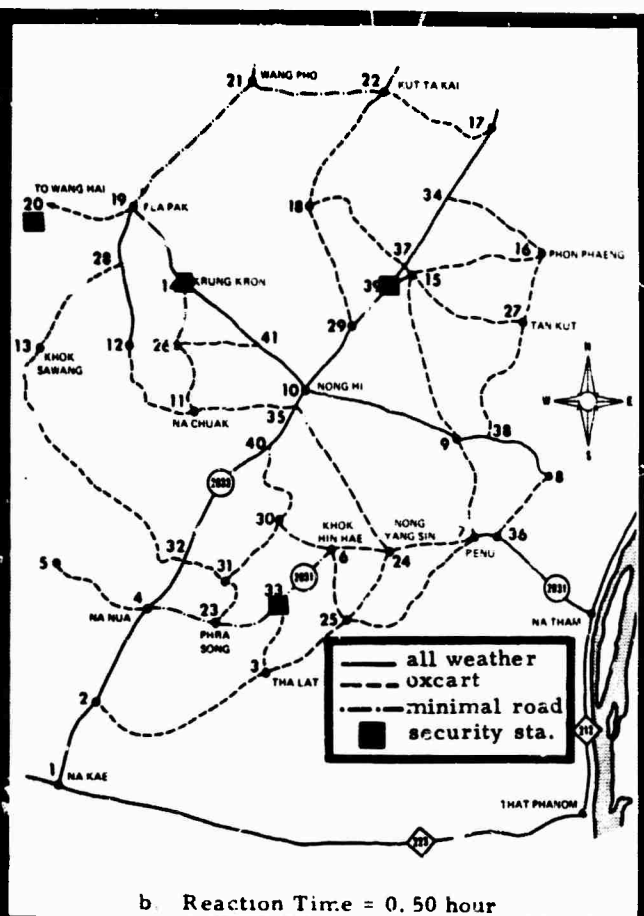 21 WANG PHO
22 KUT TA KAI
17
TO WANG HAI
20
19 PLA PAK
18
34
37
16 PHON PHAENG
28
14 KRUNG KRON
39
15
29
27
TAN KUT
13
KHOK
SAWANG
12
26
41
N
W E
S
10 NONG HI
11
NA CHUAK
35
40
9
38
8
2033
30
KHOK
HIN HAE
6
NONG
YANG SIN
24
7
PENU
36
5
32
31
2031
33
2031
NA THAM
4
NA NUA
23
PHRA
SONG
25
3
THA LAT
2
all weather
oxcart
minimal road
security sta.
212
1 NA KAE
THAT PHANOM
223
b Reaction Time = 0. 50 hour